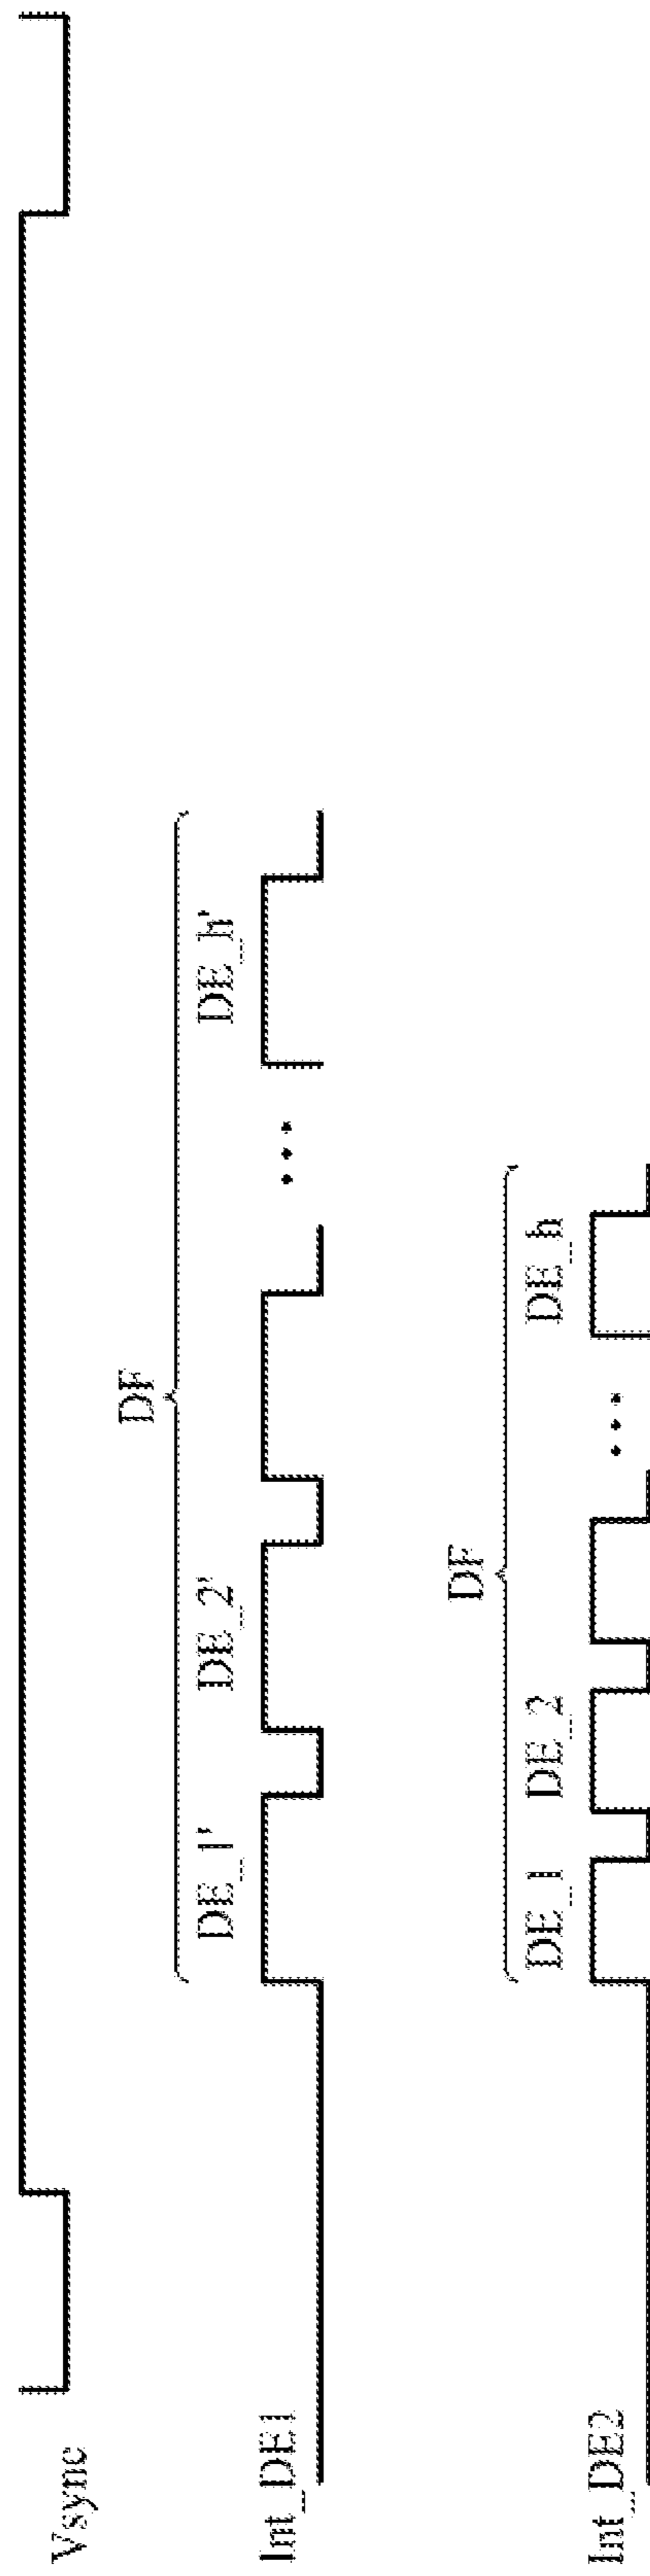 Vsync
DF
DE_1' DE_2' DE_h'
Int_DE1
...
DF
DE_1 DE_2 DE_h
Int_DE2
...